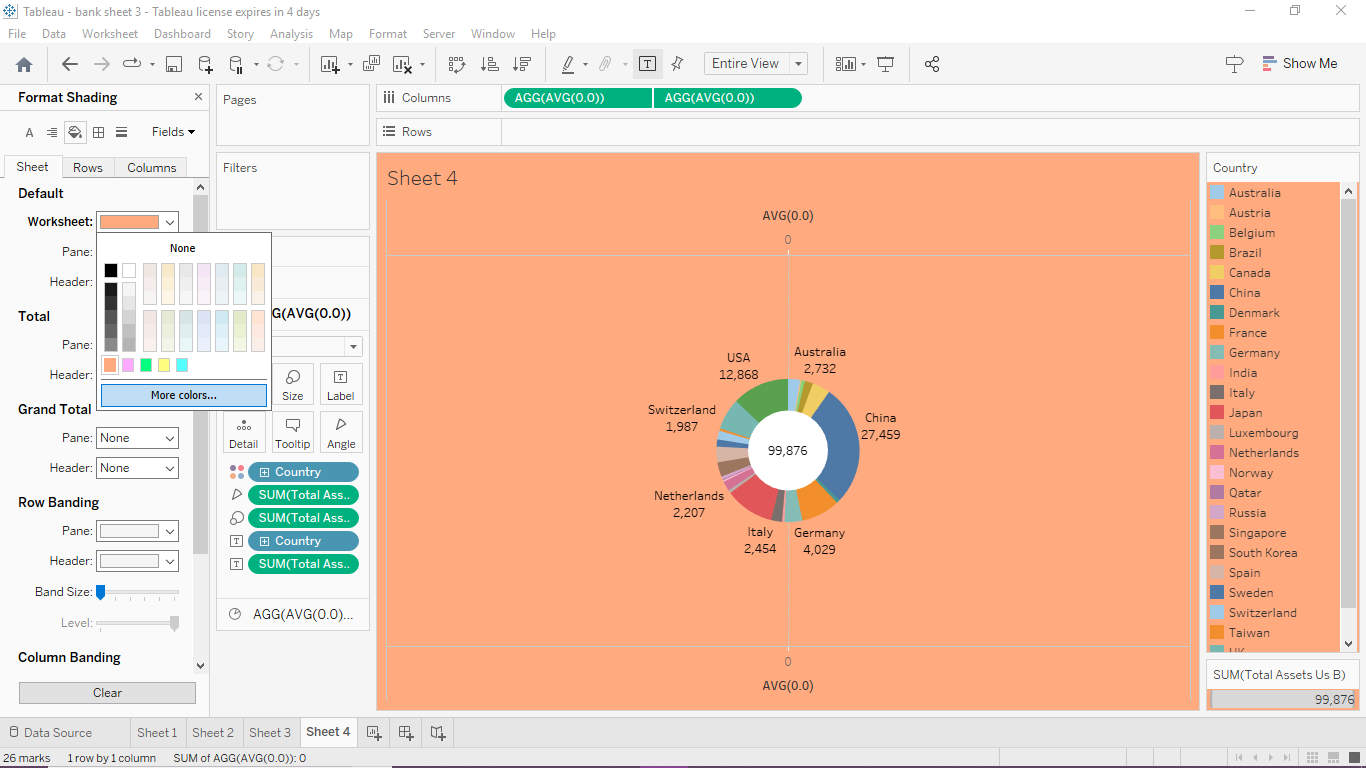 Tableau - bank sheet 3 - Tableau license expires in 4 days
File Data Worksheet Dashboard Story Analysis Map Format Server Window Help
Entire View
Show Me
Format Shading
Fields
Sheet Rows Columns
Default
Worksheet:
None
Pane:
Header:
Total
Pane:
Header:
More colors...
Grand Total
Pane: None
Header: None
Row Banding
Pane:
Header:
Band Size:
Level:
Column Banding
Clear
Pages
Filters
G(AVG(0.0))
Size
Label
Detail
Tooltip
Angle
Country
SUM(Total Ass..
SUM(Total Ass..
Country
SUM(Total Ass..
AGG(AVG(0.0)...
Columns
AGG(AVG(0.0))
AGG(AVG(0.0))
Rows
Sheet 4
AVG(0.0)
0
USA
12,868
Australia
2,732
Switzerland
1,987
China
27,459
99,876
Netherlands
2,207
Italy
2,454
Germany
4,029
0
AVG(0.0)
Country
Australia
Austria
Belgium
Brazil
Canada
China
Denmark
France
Germany
India
Italy
Japan
Luxembourg
Netherlands
Norway
Qatar
Russia
Singapore
South Korea
Spain
Sweden
Switzerland
Taiwan
UK
SUM(Total Assets Us B)
99,876
Data Source
Sheet 1
Sheet 2
Sheet 3
Sheet 4
26 marks
1 row by 1 column
SUM of AGG(AVG(0.0)): 0